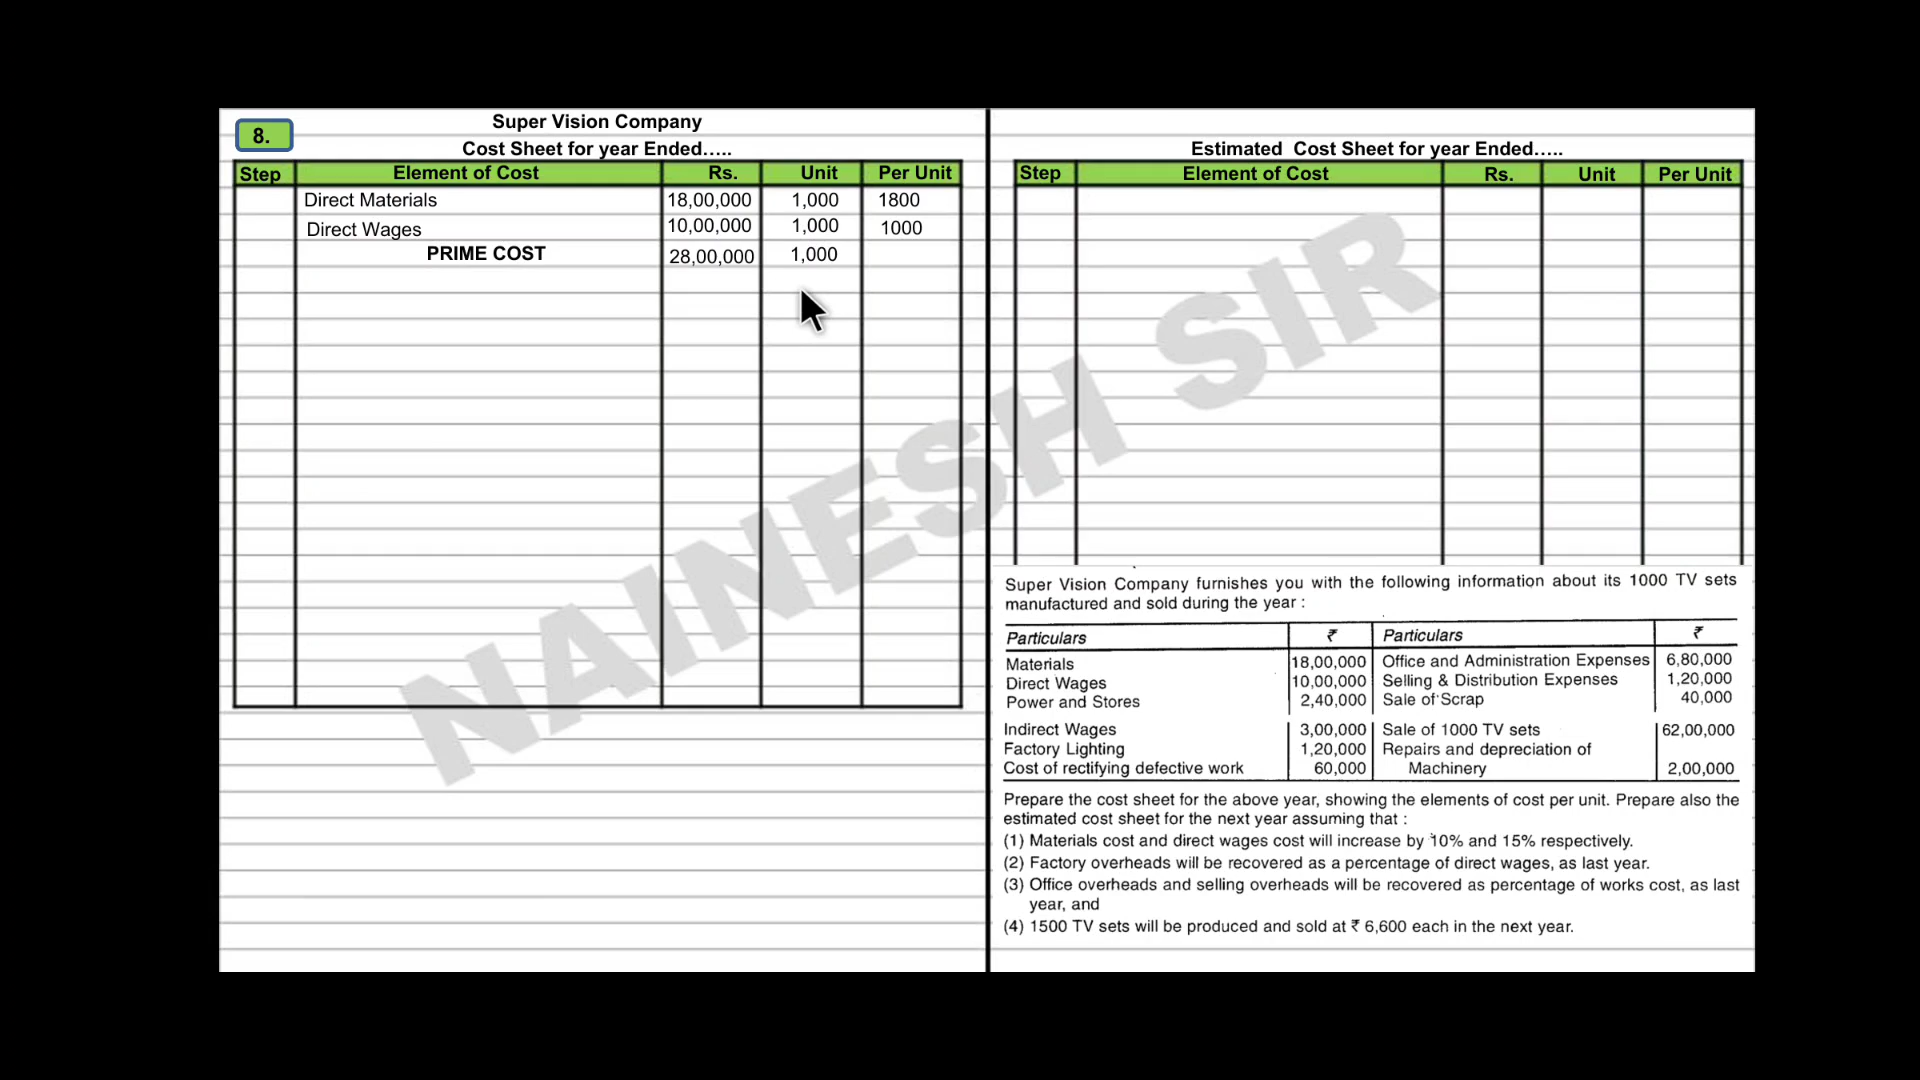 8.
Super Vision Company
Cost Sheet for year Ended.....
Step Element of Cost Rs. Unit Per Unit
Direct Materials 18,00,000 1,000 1800
Direct Wages 10,00,000 1,000 1000
PRIME COST 28,00,000 1,000
Estimated Cost Sheet for year Ended.....
Step Element of Cost Rs. Unit Per Unit
NAINESH SIR
Super Vision Company furnishes you with the following information about its 1000 TV sets
manufactured and sold during the year :
Particulars ₹ Particulars ₹
Materials 18,00,000 Office and Administration Expenses 6,80,000
Direct Wages 10,00,000 Selling & Distribution Expenses 1,20,000
Power and Stores 2,40,000 Sale of Scrap 40,000
Indirect Wages 3,00,000 Sale of 1000 TV sets 62,00,000
Factory Lighting 1,20,000 Repairs and depreciation of
Cost of rectifying defective work 60,000 Machinery 2,00,000
Prepare the cost sheet for the above year, showing the elements of cost per unit. Prepare also the
estimated cost sheet for the next year assuming that :
(1) Materials cost and direct wages cost will increase by 10% and 15% respectively.
(2) Factory overheads will be recovered as a percentage of direct wages, as last year.
(3) Office overheads and selling overheads will be recovered as percentage of works cost, as last
year, and
(4) 1500 TV sets will be produced and sold at ₹ 6,600 each in the next year.